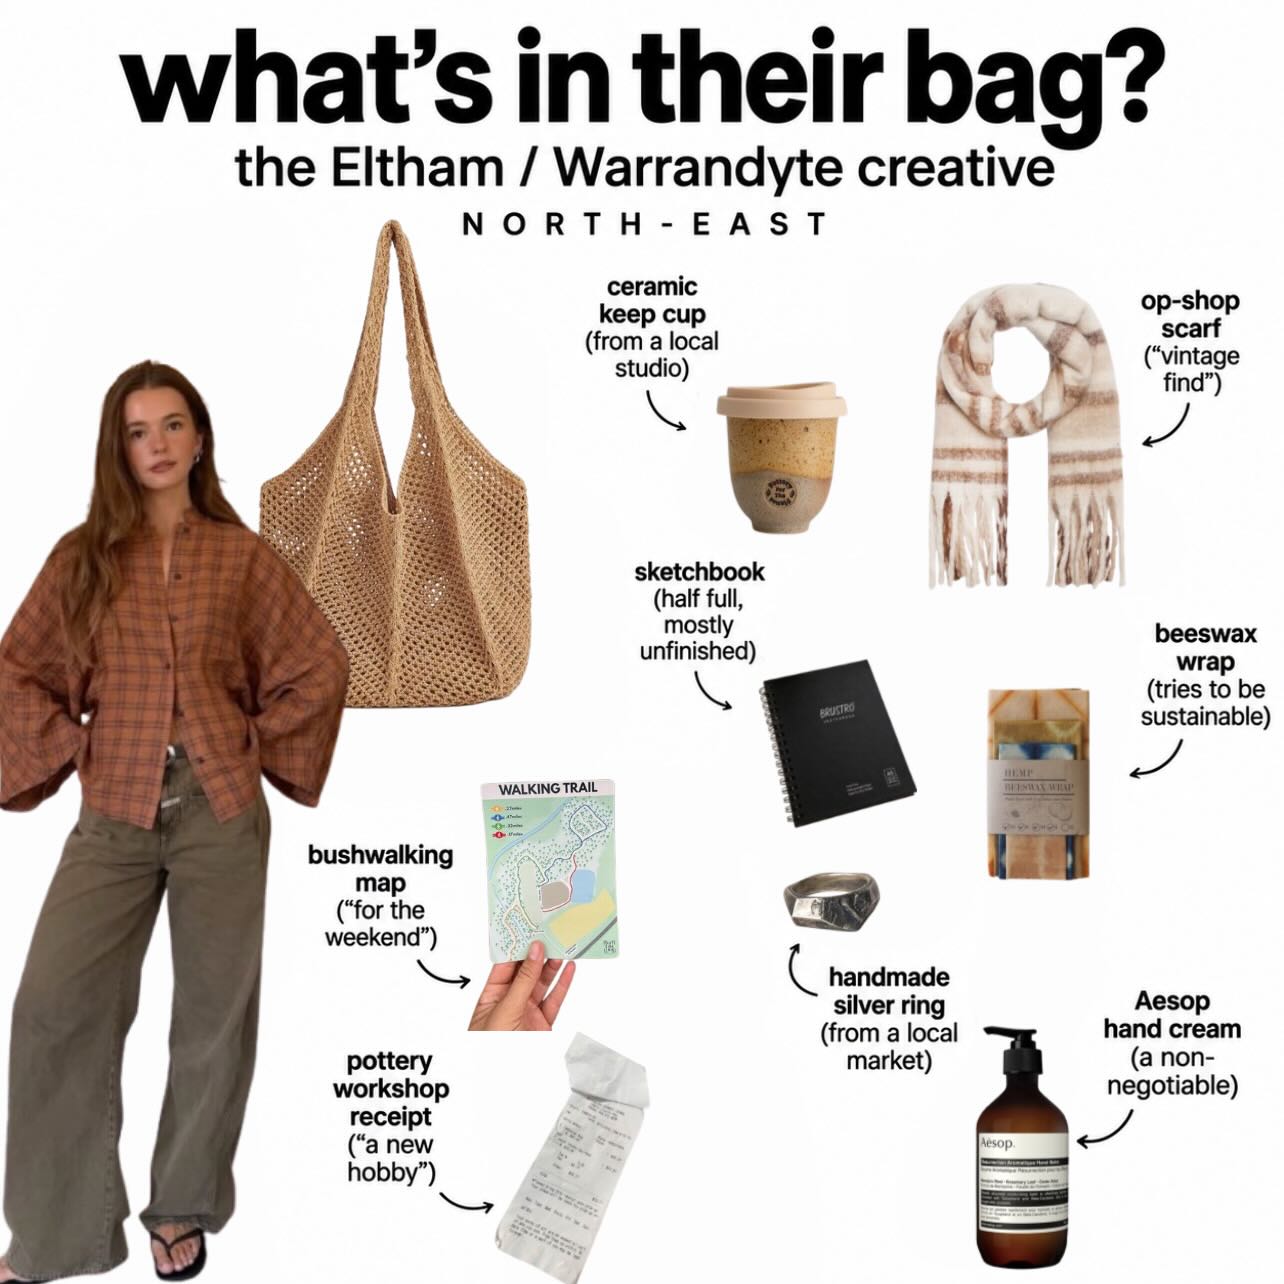 what's in their bag?
the Eltham / Warrandyte creative
NORTH-EAST
ceramic
keep cup
(from a local
studio)
op-shop
scarf
(“vintage
find”)
sketchbook
(half full,
mostly
unfinished)
BRUSTRO
SKETCHBOOK
beeswax
wrap
(tries to be
sustainable)
HEMP
BEESWAX WRAP
WALKING TRAIL
bushwalking
map
(“for the
weekend”)
handmade
silver ring
(from a local
market)
Aesop
hand cream
(a non-
negotiable)
Aēsop.
pottery
workshop
receipt
(“a new
hobby”)